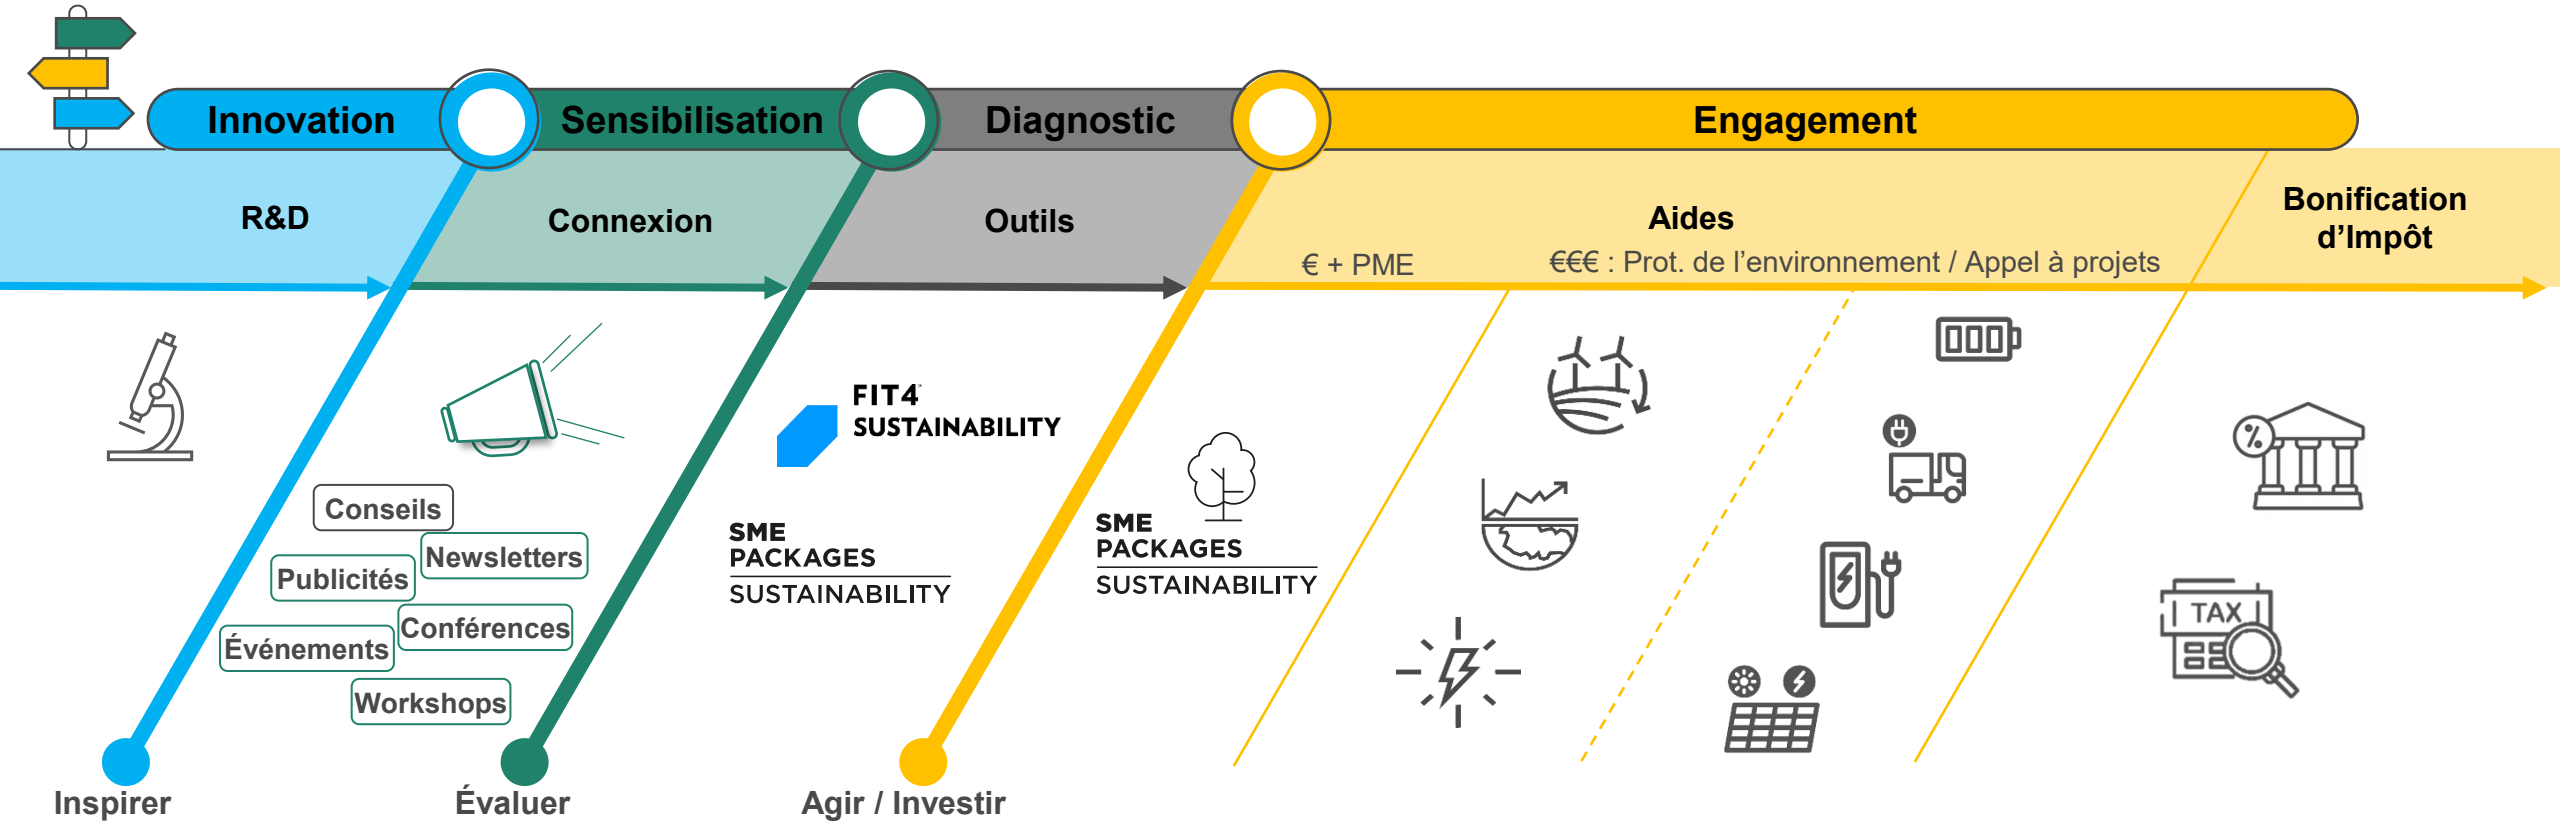 Innovation
Sensibilisation
Diagnostic
Engagement
R&D
Connexion
Outils
Aides
Bonification
d’Impôt
€ + PME
€€€ : Prot. de l’environnement / Appel à projets
FIT4
SUSTAINABILITY
Conseils
Newsletters
Publicités
Conférences
Événements
Workshops
SME
PACKAGES
SUSTAINABILITY
SME
PACKAGES
SUSTAINABILITY
%
TAX
Inspirer
Évaluer
Agir / Investir